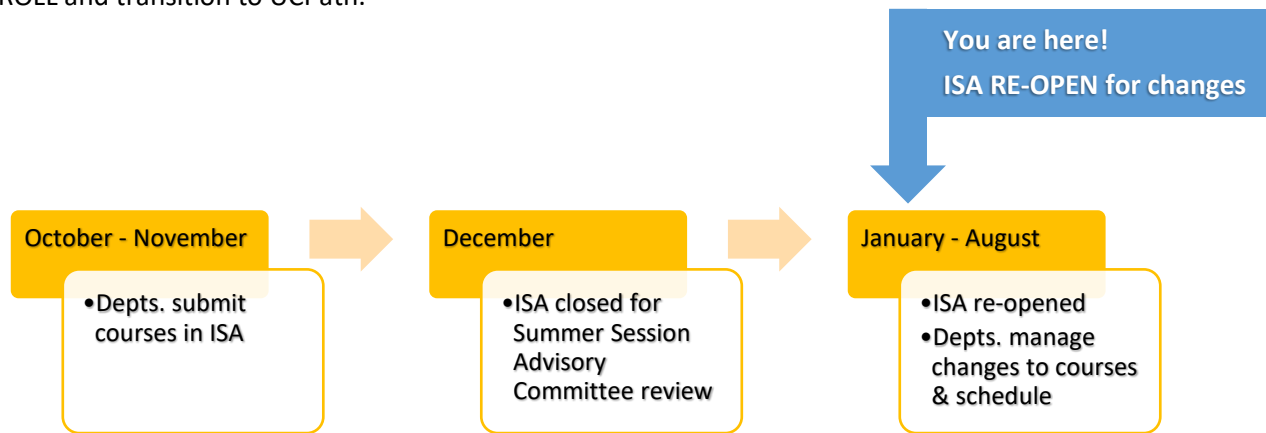 and transition to UCPath.
You are here!
ISA RE-OPEN for changes
October - November
•Depts. submit
courses in ISA
December
•ISA closed for
Summer Session
Advisory
Committee review
January - August
•ISA re-opened
•Depts. manage
changes to courses
& schedule